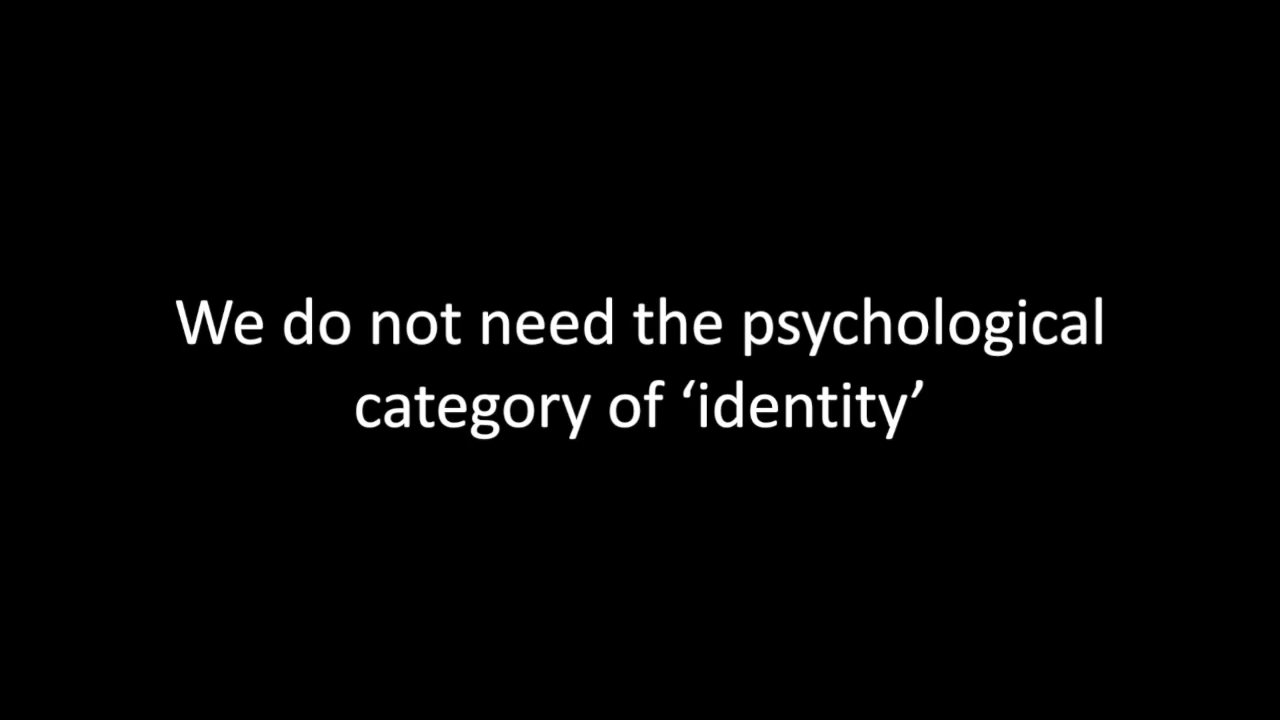 We do not need the psychological
category of ‘identity’